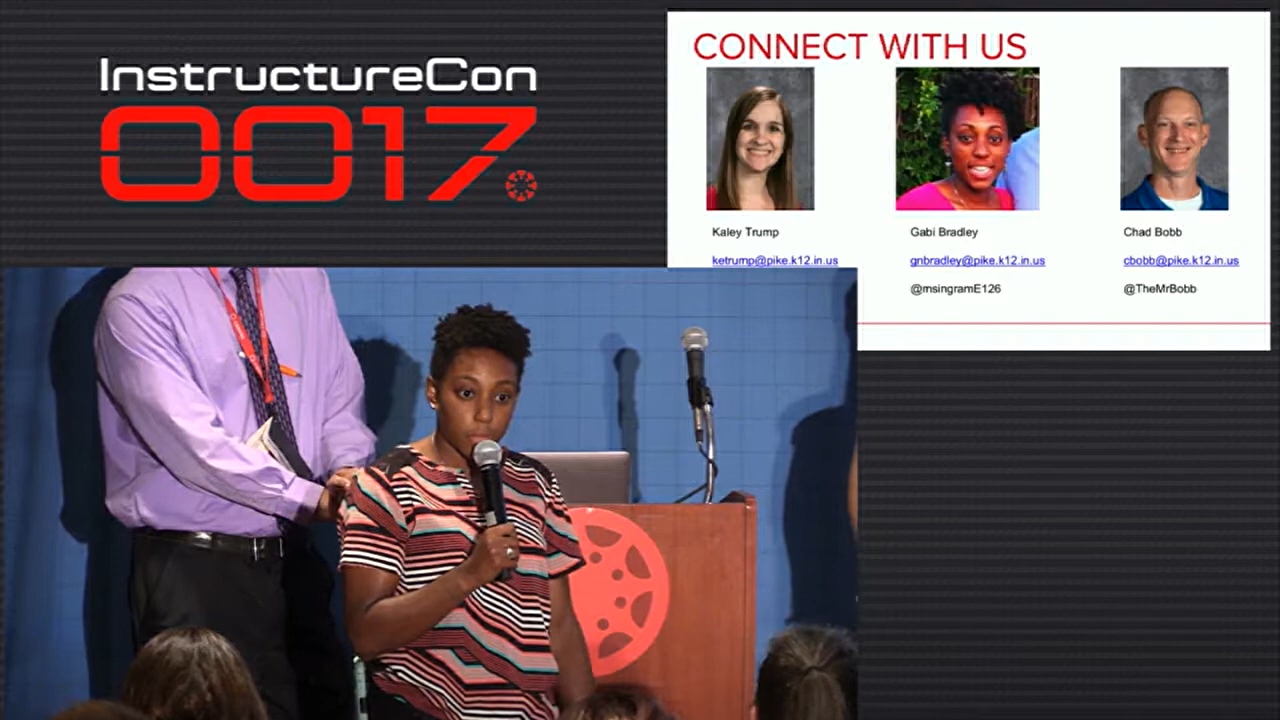 InstructureCon
0017
CONNECT WITH US
Kaley Trump
Gabi Bradley
Chad Bobb
ketrump@pike.k12.in.us
gnbradley@pike.k12.in.us
cbobb@pike.k12.in.us
@msingramE126
@TheMrBobb